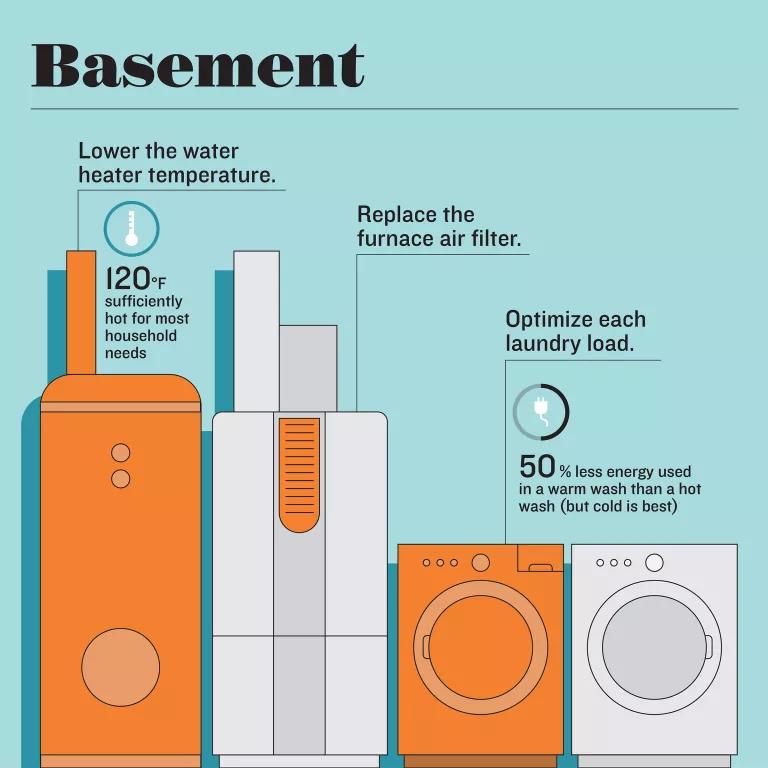 Basement
Lower the water
heater temperature.
120°F
sufficiently
hot for most
household
needs
Replace the
furnace air filter.
Optimize each
laundry load.
50% less energy used
in a warm wash than a hot
wash (but cold is best)